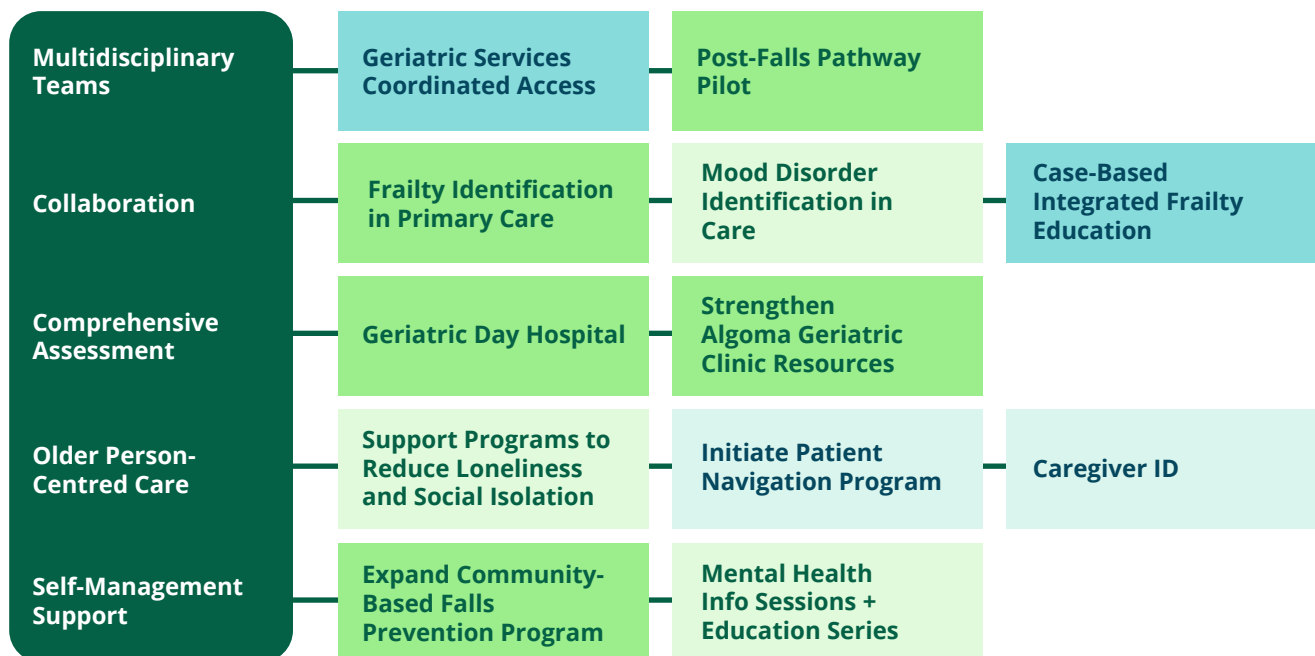 Multidisciplinary
Teams
Geriatric Services
Coordinated Access
Post-Falls Pathway
Pilot
Collaboration
Frailty Identification
in Primary Care
Mood Disorder
Identification in
Care
Case-Based
Integrated Frailty
Education
Comprehensive
Assessment
Geriatric Day Hospital
Strengthen
Algoma Geriatric
Clinic Resources
Older Person-
Centred Care
Support Programs to
Reduce Loneliness
and Social Isolation
Initiate Patient
Navigation Program
Caregiver ID
Self-Management
Support
Expand Community-
Based Falls
Prevention Program
Mental Health
Info Sessions +
Education Series